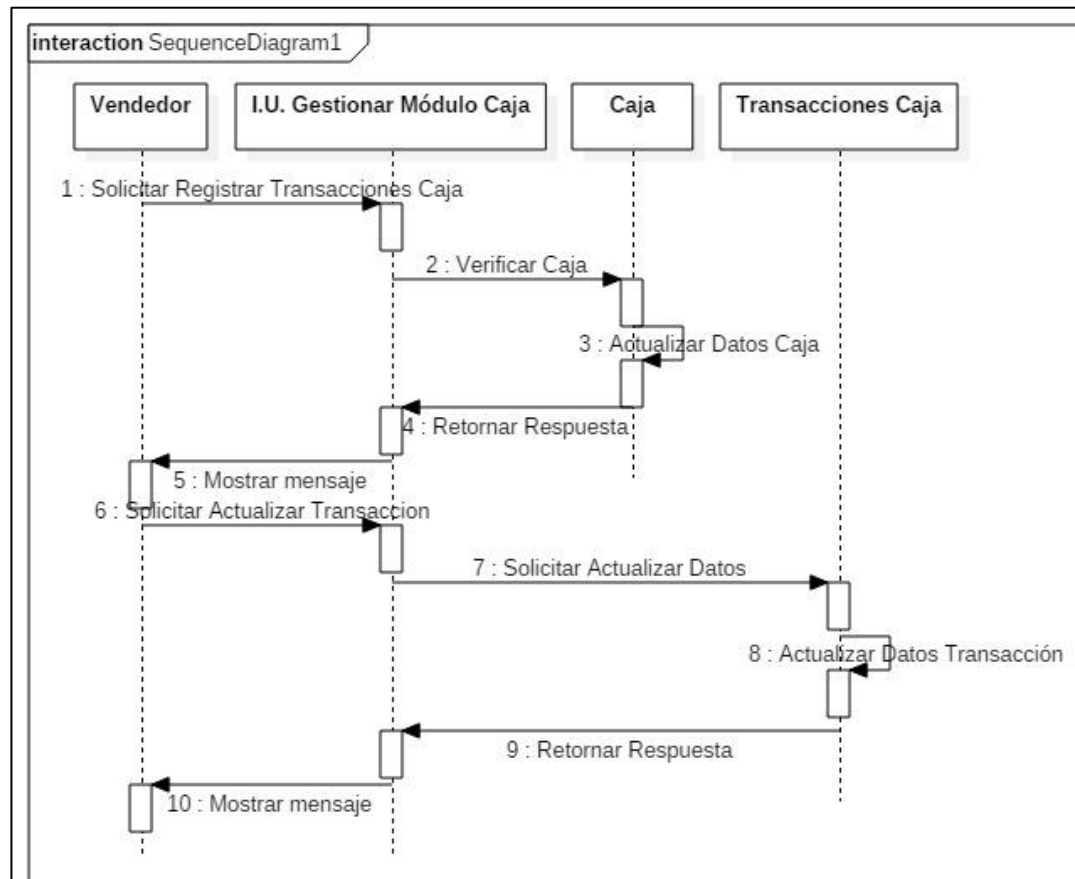 interaction SequenceDiagram1
Vendedor
I.U. Gestionar Módulo Caja
Caja
Transacciones Caja
1 : Solicitar Registrar Transacciones Caja
2 : Verificar Caja
3 : Actualizar Datos Caja
4 : Retornar Respuesta
5 : Mostrar mensaje
6 : Solicitar Actualizar Transaccion
7 : Solicitar Actualizar Datos
8 : Actualizar Datos Transacción
9 : Retornar Respuesta
10 : Mostrar mensaje